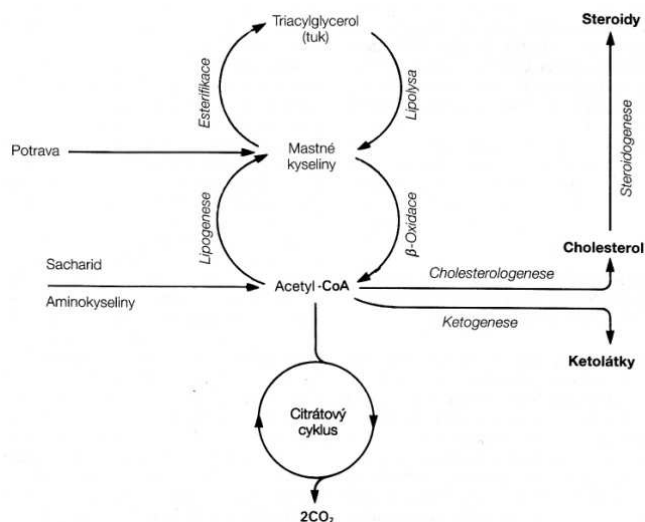 Triacylglycerol
(tuk)
Steroidy
Esterifikace
Lipolysa
Steroidogenese
Potrava
Mastné
kyseliny
Lipogenese
β-Oxidace
Cholesterol
Sacharid
Aminokyseliny
Acetyl-CoA
Cholesterologenese
Ketogenese
Ketolátky
Citrátový
cyklus
2CO₂